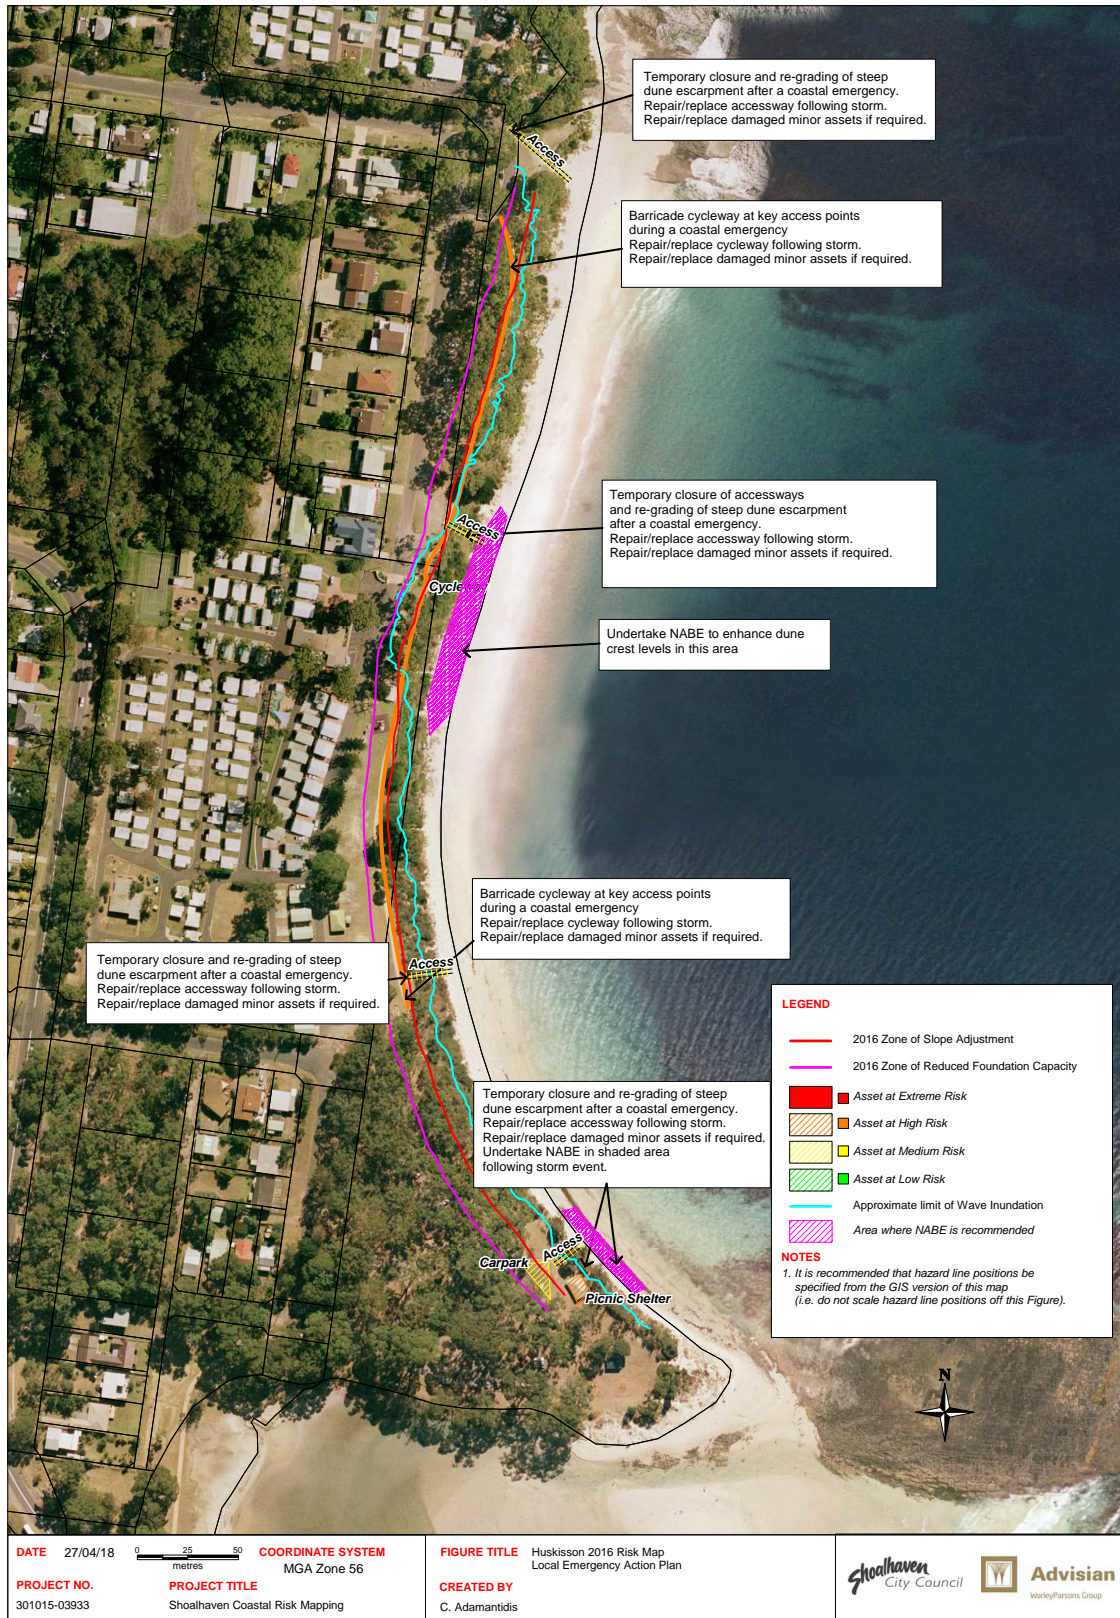 Temporary closure and re-grading of steep
dune escarpment after a coastal emergency.
Repair/replace accessway following storm.
Repair/replace damaged minor assets if required.
Access
Barricade cycleway at key access points
during a coastal emergency
Repair/replace cycleway following storm.
Repair/replace damaged minor assets if required.
Temporary closure of accessways
and re-grading of steep dune escarpment
after a coastal emergency.
Repair/replace accessway following storm.
Repair/replace damaged minor assets if required.
Access
Undertake NABE to enhance dune
crest levels in this area
Barricade cycleway at key access points
during a coastal emergency
Repair/replace cycleway following storm.
Repair/replace damaged minor assets if required.
Temporary closure and re-grading of steep
dune escarpment after a coastal emergency.
Repair/replace accessway following storm.
Repair/replace damaged minor assets if required.
Access
Temporary closure and re-grading of steep
dune escarpment after a coastal emergency.
Repair/replace accessway following storm.
Repair/replace damaged minor assets if required.
Undertake NABE in shaded area
following storm event.
Access
Carpark
Picnic Shelter
LEGEND
2016 Zone of Slope Adjustment
2016 Zone of Reduced Foundation Capacity
Asset at Extreme Risk
Asset at High Risk
Asset at Medium Risk
Asset at Low Risk
Approximate limit of Wave Inundation
Area where NABE is recommended
NOTES
1. It is recommended that hazard line positions be
specified from the GIS version of this map
(i.e. do not scale hazard line positions off this Figure).
N
DATE 27/04/18
0 25 50
metres
COORDINATE SYSTEM
MGA Zone 56
PROJECT NO.
301015-03933
PROJECT TITLE
Shoalhaven Coastal Risk Mapping
FIGURE TITLE Huskisson 2016 Risk Map
Local Emergency Action Plan
CREATED BY
C. Adamantidis
Shoalhaven
City Council
Advisian
WorleyParsons Group